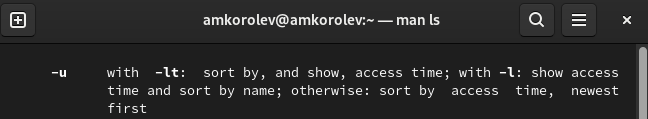 amkorolev@amkorolev:~ — man ls
-u with -lt: sort by, and show, access time; with -l: show access
time and sort by name; otherwise: sort by access time, newest
first